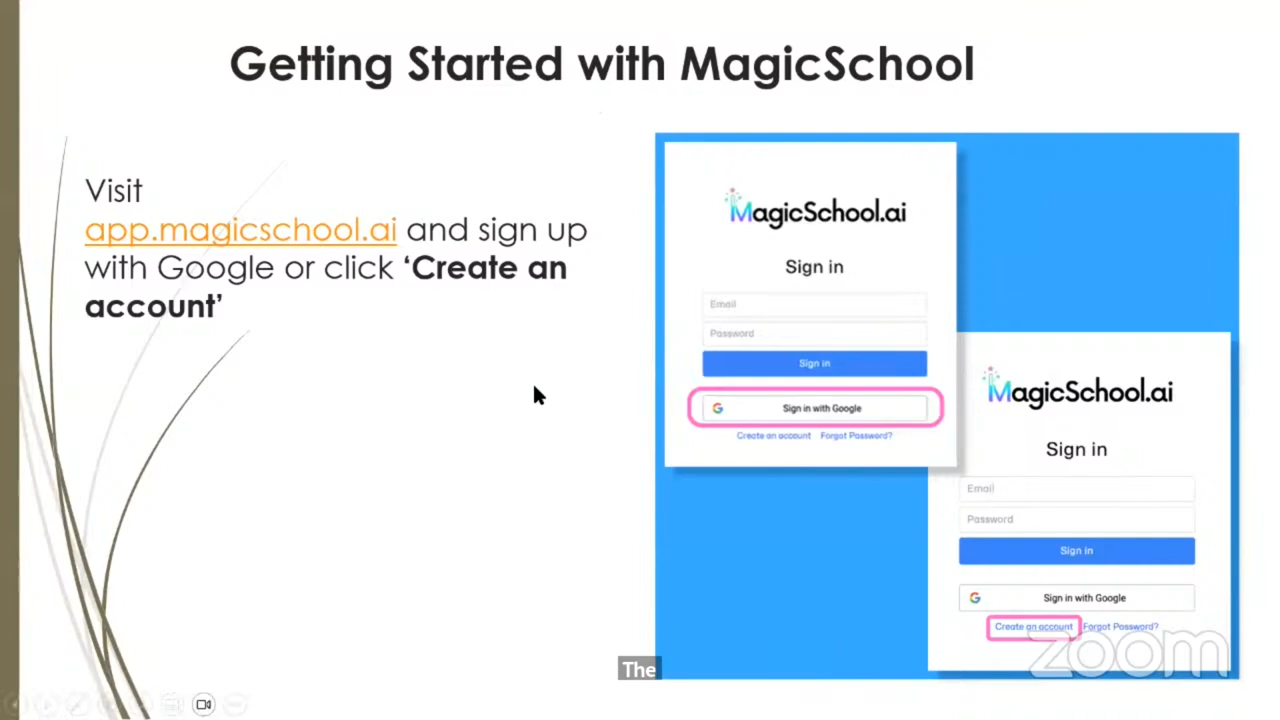 Getting Started with MagicSchool
Visit
app.magicschool.ai and sign up
with Google or click ‘Create an
account’
MagicSchool.ai
Sign in
Email
Password
Sign in
Sign in with Google
Create an account Forgot Password?
MagicSchool.ai
Sign in
Email
Password
Sign in
Sign in with Google
Create an account Forgot Password?
zoom
The